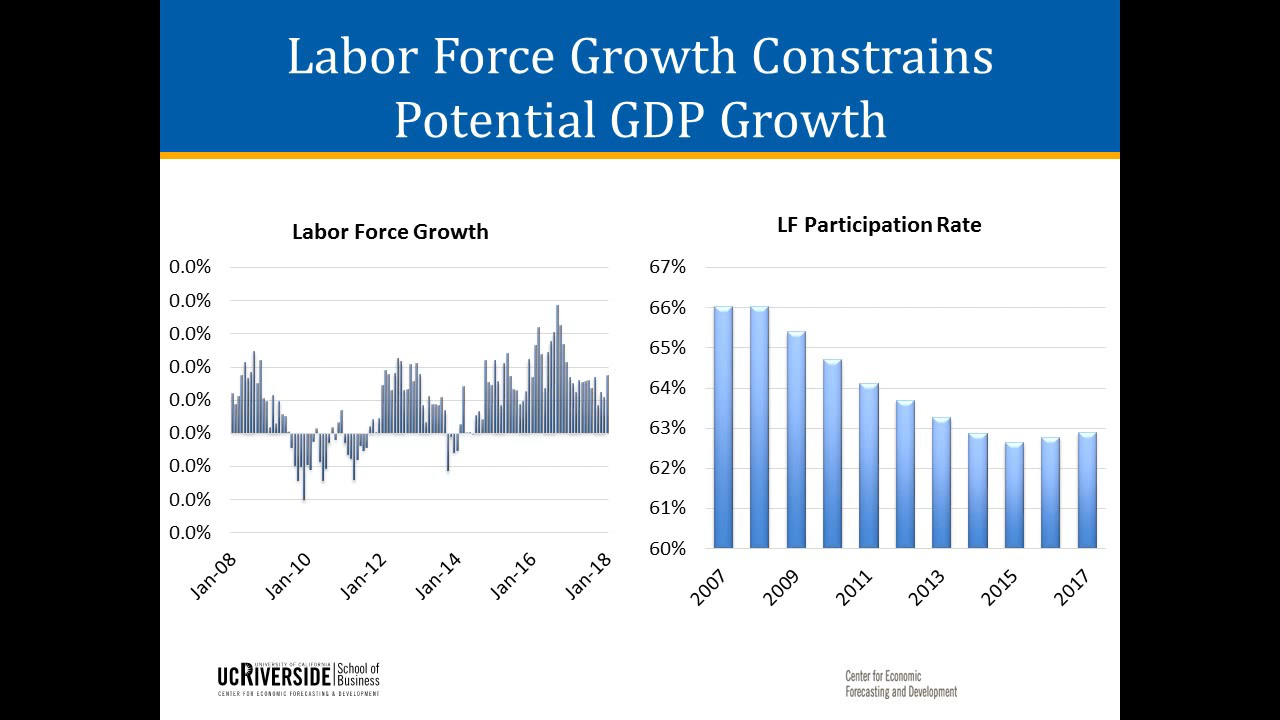 Labor Force Growth Constrains
Potential GDP Growth
Labor Force Growth
0.0%
0.0%
0.0%
0.0%
0.0%
0.0%
0.0%
0.0%
0.0%
Jan-08
Jan-10
Jan-12
Jan-14
Jan-16
Jan-18
LF Participation Rate
67%
66%
65%
64%
63%
62%
61%
60%
2007
2009
2011
2013
2015
2017
UNIVERSITY OF CALIFORNIA
UCRIVERSIDE
School of
Business
CENTER FOR ECONOMIC FORECASTING & DEVELOPMENT
Center for Economic
Forecasting and Development